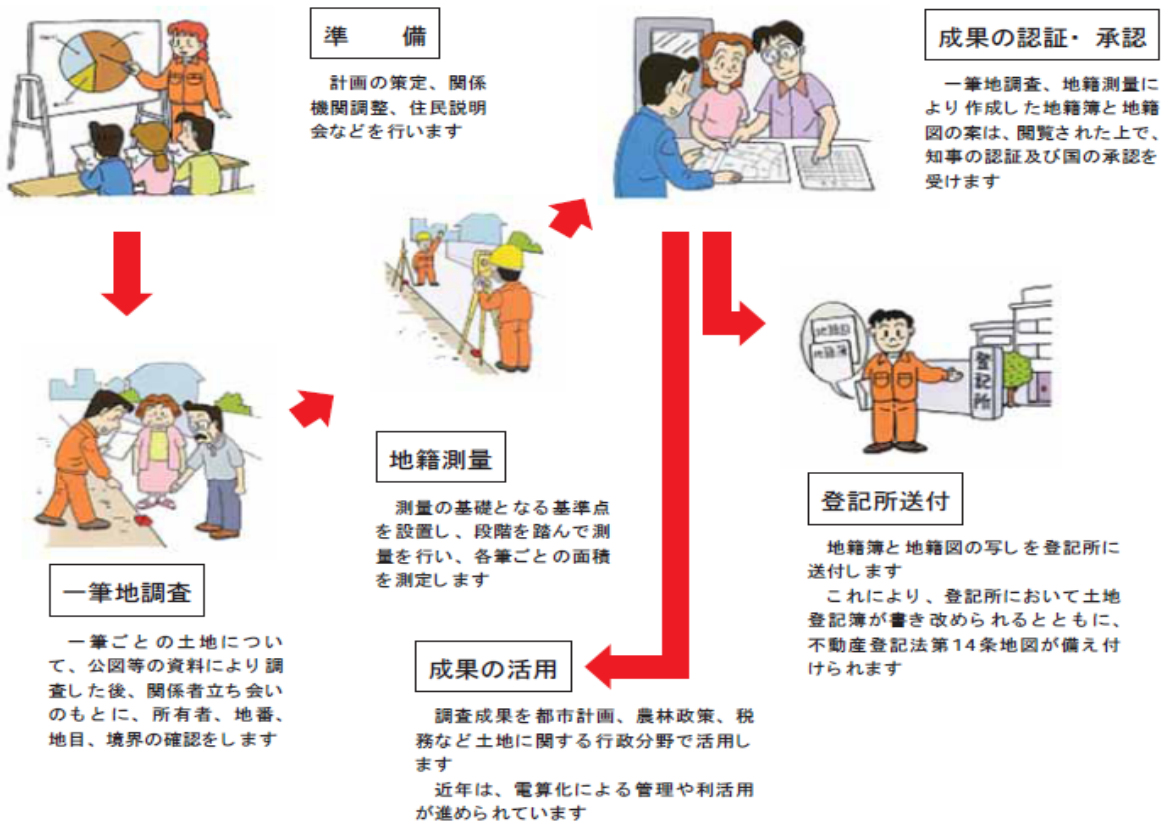 準　備
計画の策定、関係
機関調整、住民説明
会などを行います
一筆地調査
一筆ごとの土地につい
て、公図等の資料により調
査した後、関係者立ち会い
のもとに、所有者、地番、
地目、境界の確認をします
地籍測量
測量の基礎となる基準点
を設置し、段階を踏んで測
量を行い、各筆ごとの面積
を測定します
成果の認証・承認
一筆地調査、地籍測量に
より作成した地籍簿と地籍
図の案は、閲覧された上で、
知事の認証及び国の承認を
受けます
地籍図
地籍簿
登記所
登記所送付
地籍簿と地籍図の写しを登記所に
送付します
これにより、登記所において土地
登記簿が書き改められるとともに、
不動産登記法第14条地図が備え付
けられます
成果の活用
調査成果を都市計画、農林政策、税
務など土地に関する行政分野で活用し
ます
近年は、電算化による管理や利活用
が進められています